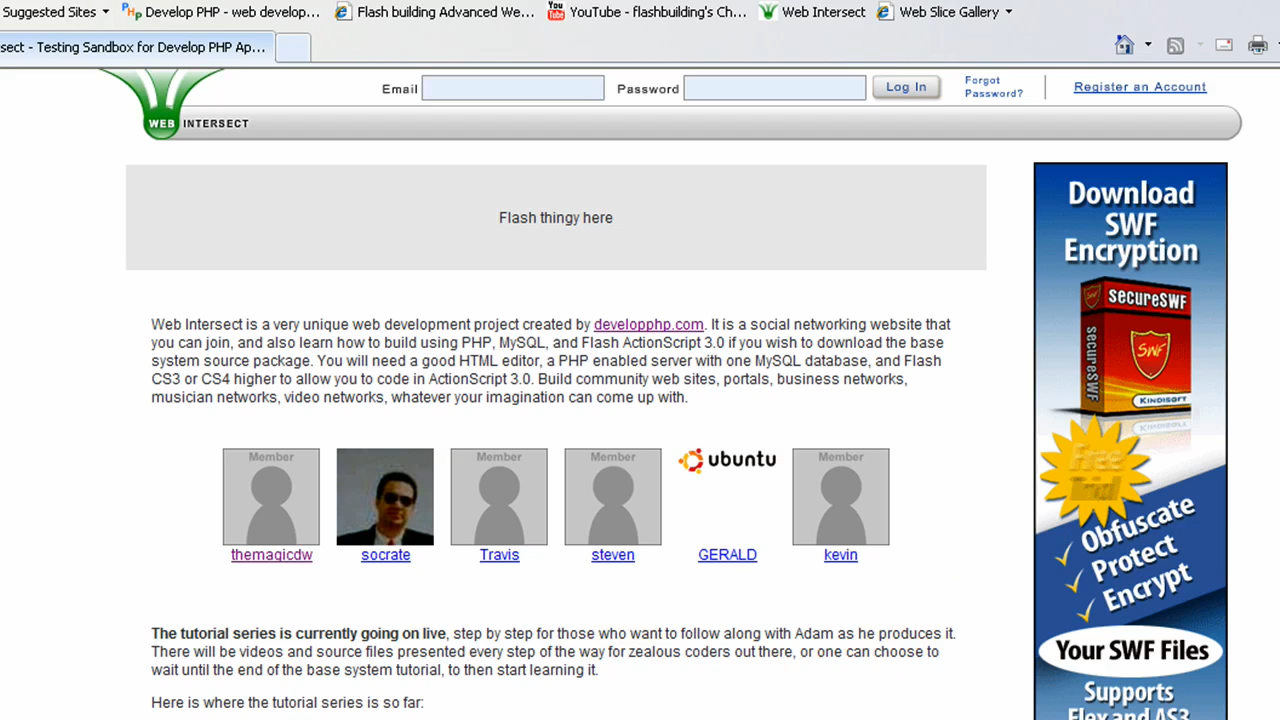 Suggested Sites
PHP
Develop PHP - web develop...
Flash building Advanced We...
You Tube
YouTube - flashbuilding's Ch...
Web Intersect
Web Slice Gallery
sect - Testing Sandbox for Develop PHP Ap...
Email
Password
Log In
Forgot
Password?
Register an Account
WEB INTERSECT
Flash thingy here
Web Intersect is a very unique web development project created by developphp.com. It is a social networking website that
you can join, and also learn how to build using PHP, MySQL, and Flash ActionScript 3.0 if you wish to download the base
system source package. You will need a good HTML editor, a PHP enabled server with one MySQL database, and Flash
CS3 or CS4 higher to allow you to code in ActionScript 3.0. Build community web sites, portals, business networks,
musician networks, video networks, whatever your imagination can come up with.
Member
Member
Member
ubuntu
Member
themagicdw
socrate
Travis
steven
GERALD
kevin
The tutorial series is currently going on live, step by step for those who want to follow along with Adam as he produces it.
There will be videos and source files presented every step of the way for zealous coders out there, or one can choose to
wait until the end of the base system tutorial, to then start learning it.
Here is where the tutorial series is so far:
Download
SWF
Encryption
secureSWF
secureSWF
SWF
KINDISOFT
Free
Trial
Obfuscate
Protect
Encrypt
Your SWF Files
Supports
Flex and AS3